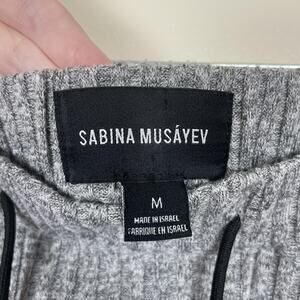 SABINA MUSÁYEV
M
MADE IN ISRAEL
FABRIQUE EN ISRAEL